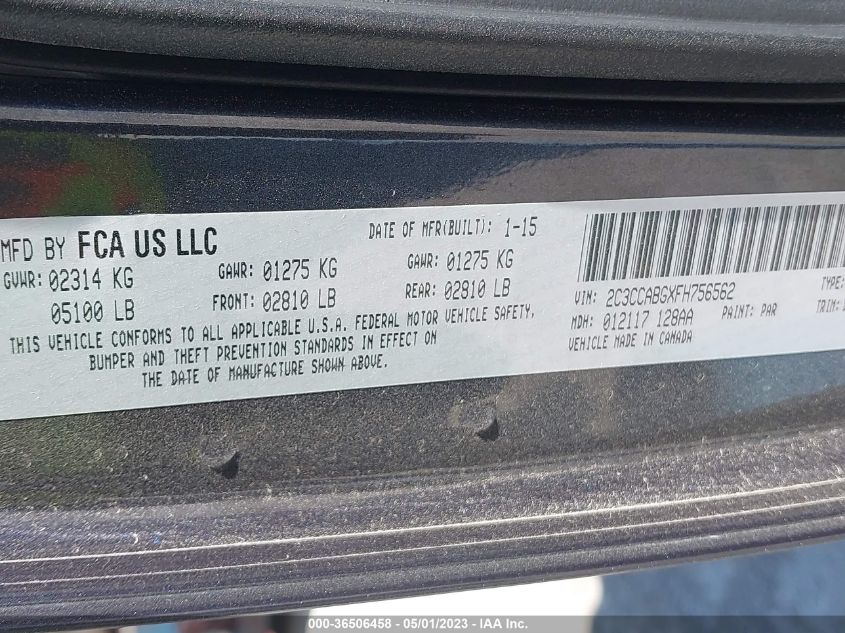 MFD BY FCA US LLC
DATE OF MFR(BUILT): 1-15
GVWR: 02314 KG
GAWR: 01275 KG
GAWR: 01275 KG
05100 LB
FRONT: 02810 LB
REAR: 02810 LB
THIS VEHICLE CONFORMS TO ALL APPLICABLE U.S.A. FEDERAL MOTOR VEHICLE SAFETY,
BUMPER AND THEFT PREVENTION STANDARDS IN EFFECT ON
THE DATE OF MANUFACTURE SHOWN ABOVE.
VIN: 2C3CCABGXFH756562
TYPE:
MDH: 012117 128AA
PAINT: PAR
TRIM:
VEHICLE MADE IN CANADA
000-36506458 - 05/01/2023 - IAA Inc.